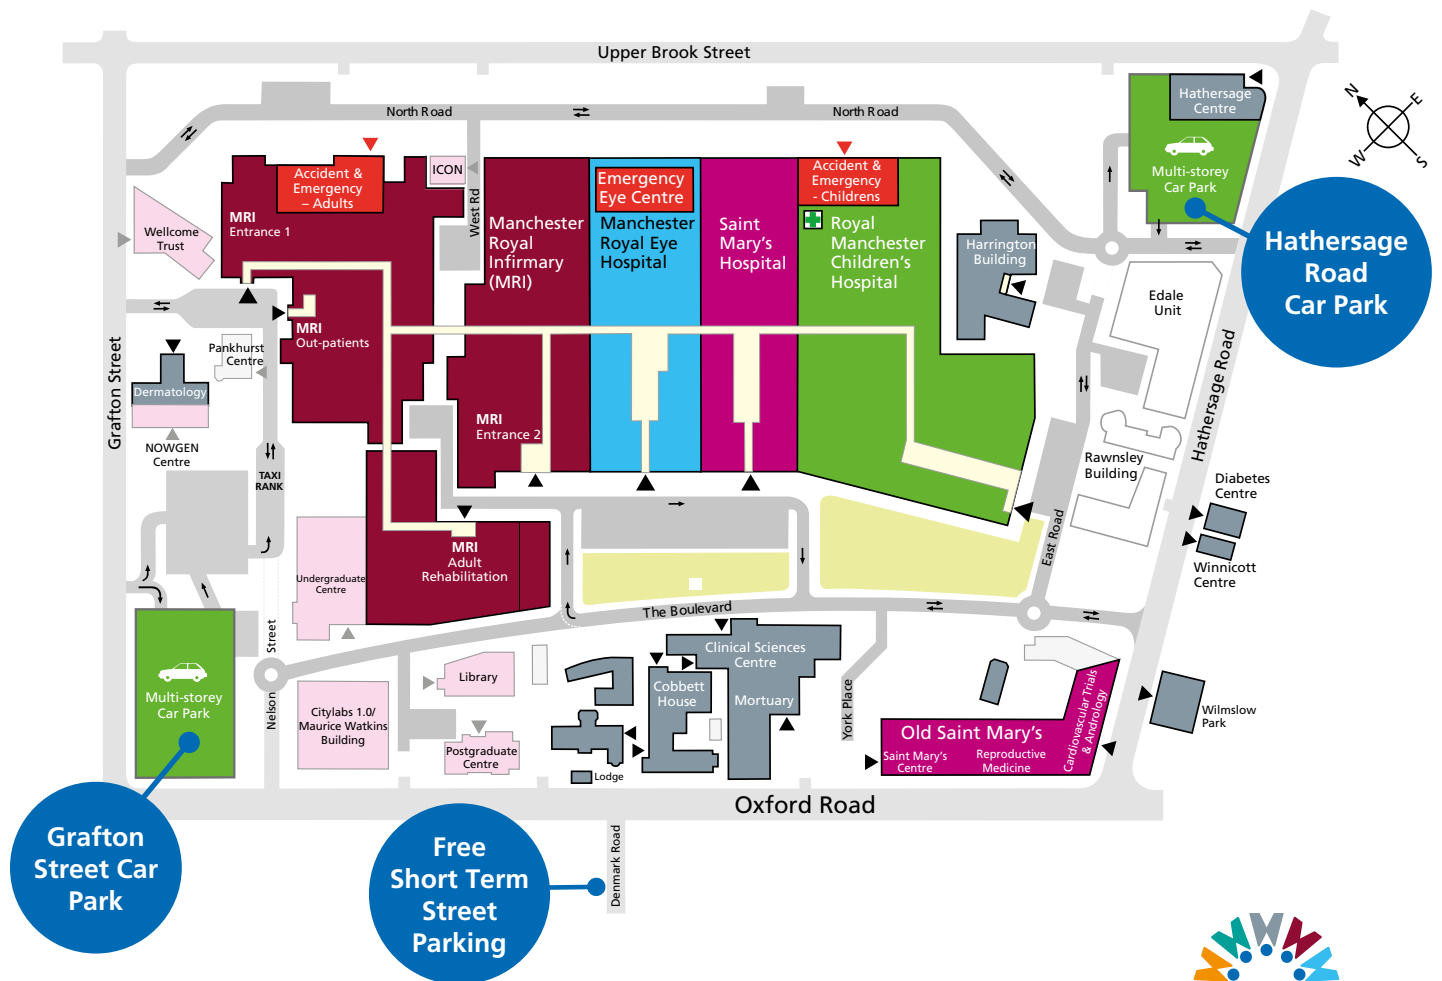 Upper Brook Street
North Road
North Road
Hathersage
Centre
N
E
W
S
Multi-storey
Car Park
Hathersage
Road
Car Park
Accident &
Emergency
– Adults
ICON
West Rd
Emergency
Eye Centre
Accident &
Emergency
- Childrens
MRI
Entrance 1
Wellcome
Trust
Manchester
Royal
Infirmary
(MRI)
Manchester
Royal Eye
Hospital
Saint
Mary's
Hospital
Royal
Manchester
Children's
Hospital
Harrington
Building
Edale
Unit
Grafton Street
Pankhurst
Centre
MRI
Out-patients
Dermatology
NOWGEN
Centre
MRI
Entrance 2
Hathersage Road
Rawnsley
Building
TAXI
RANK
Diabetes
Centre
Winnicott
Centre
East Road
MRI
Adult
Rehabilitation
Undergraduate
Centre
The Boulevard
Nelson Street
Multi-storey
Car Park
Library
Citylabs 1.0/
Maurice Watkins
Building
Postgraduate
Centre
Clinical Sciences
Centre
Cobbett
House
Mortuary
Lodge
York Place
Old Saint Mary's
Saint Mary's
Centre
Reproductive
Medicine
Cardiovascular Trials
& Andrology
Wilmslow
Park
Oxford Road
Grafton
Street Car
Park
Free
Short Term
Street
Parking
Denmark Road